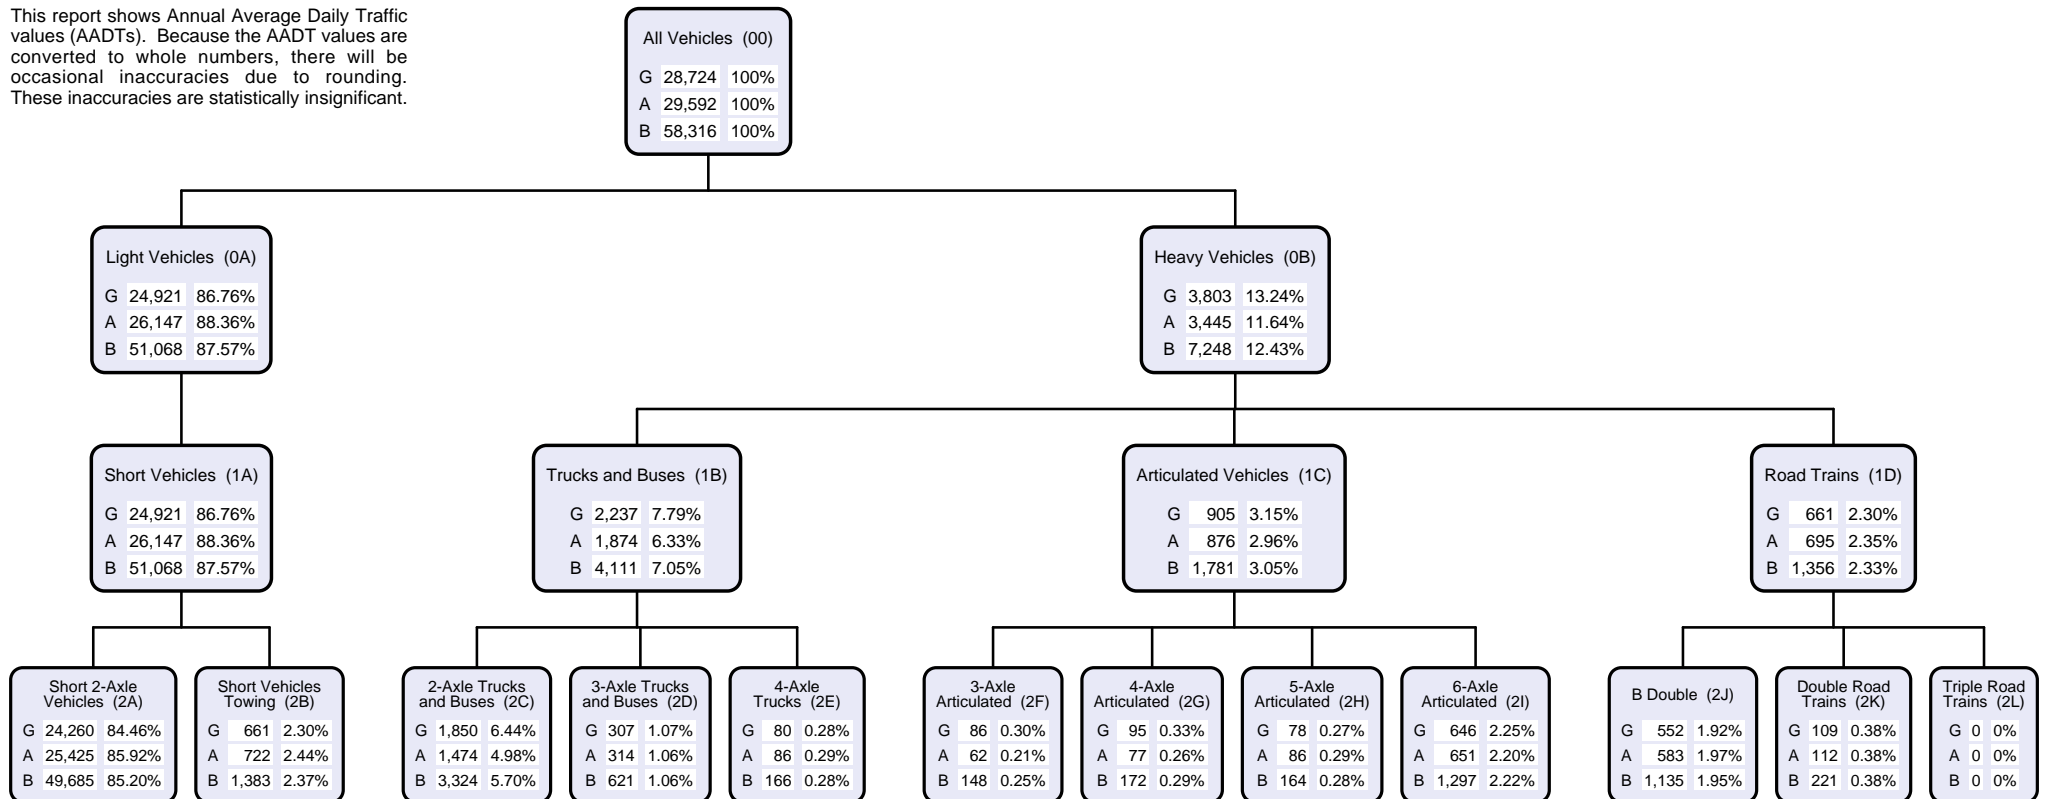 This report shows Annual Average Daily Traffic
values (AADTs). Because the AADT values are
converted to whole numbers, there will be
occasional inaccuracies due to rounding.
These inaccuracies are statistically insignificant.
All Vehicles (00)
G 28,724 100%
A 29,592 100%
B 58,316 100%
Light Vehicles (0A)
G 24,921 86.76%
A 26,147 88.36%
B 51,068 87.57%
Heavy Vehicles (0B)
G 3,803 13.24%
A 3,445 11.64%
B 7,248 12.43%
Short Vehicles (1A)
G 24,921 86.76%
A 26,147 88.36%
B 51,068 87.57%
Trucks and Buses (1B)
G 2,237 7.79%
A 1,874 6.33%
B 4,111 7.05%
Articulated Vehicles (1C)
G 905 3.15%
A 876 2.96%
B 1,781 3.05%
Road Trains (1D)
G 661 2.30%
A 695 2.35%
B 1,356 2.33%
Short 2-Axle
Vehicles (2A)
G 24,260 84.46%
A 25,425 85.92%
B 49,685 85.20%
Short Vehicles
Towing (2B)
G 661 2.30%
A 722 2.44%
B 1,383 2.37%
2-Axle Trucks
and Buses (2C)
G 1,850 6.44%
A 1,474 4.98%
B 3,324 5.70%
3-Axle Trucks
and Buses (2D)
G 307 1.07%
A 314 1.06%
B 621 1.06%
4-Axle
Trucks (2E)
G 80 0.28%
A 86 0.29%
B 166 0.28%
3-Axle
Articulated (2F)
G 86 0.30%
A 62 0.21%
B 148 0.25%
4-Axle
Articulated (2G)
G 95 0.33%
A 77 0.26%
B 172 0.29%
5-Axle
Articulated (2H)
G 78 0.27%
A 86 0.29%
B 164 0.28%
6-Axle
Articulated (2I)
G 646 2.25%
A 651 2.20%
B 1,297 2.22%
B Double (2J)
G 552 1.92%
A 583 1.97%
B 1,135 1.95%
Double Road
Trains (2K)
G 109 0.38%
A 112 0.38%
B 221 0.38%
Triple Road
Trains (2L)
G 0 0%
A 0 0%
B 0 0%